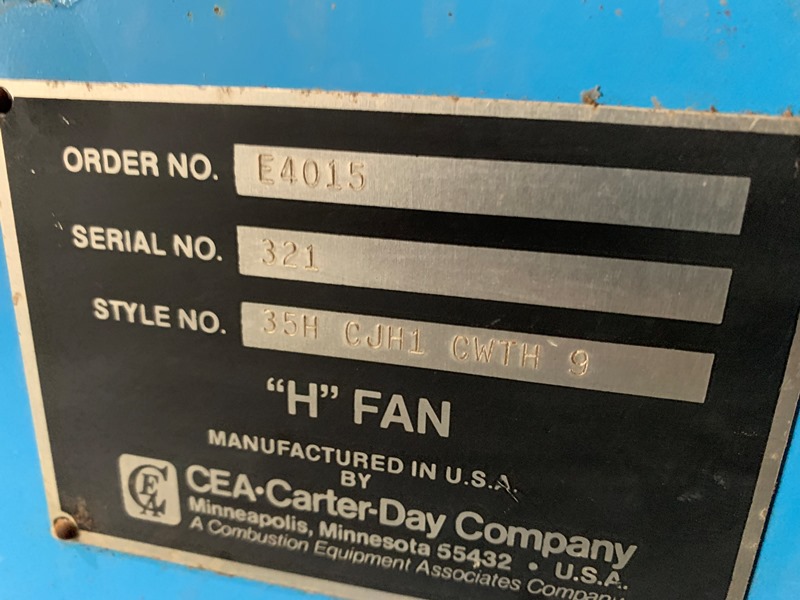 ORDER NO. E4015
SERIAL NO. 321
STYLE NO. 35H CJH1 CWTH 9
"H" FAN
MANUFACTURED IN U.S.A.
BY
CEA
CEA•Carter-Day Company
Minneapolis, Minnesota 55432 • U.S.A.
A Combustion Equipment Associates Company